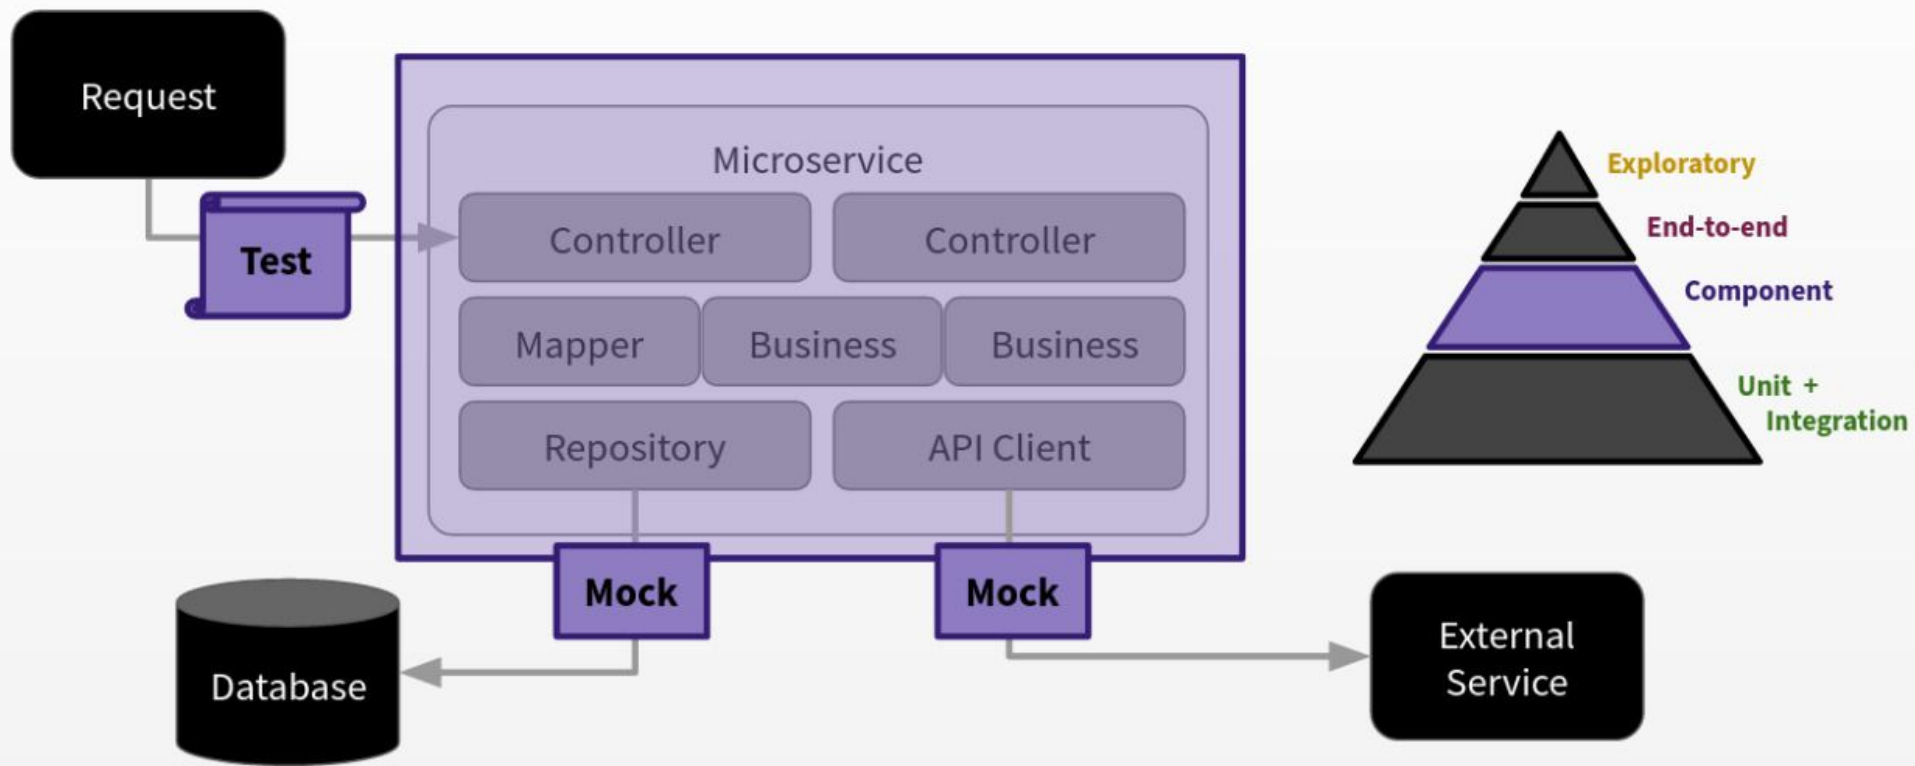 Request
Test
Microservice
Controller
Controller
Mapper
Business
Business
Repository
API Client
Mock
Mock
Database
External
Service
Exploratory
End-to-end
Component
Unit +
Integration